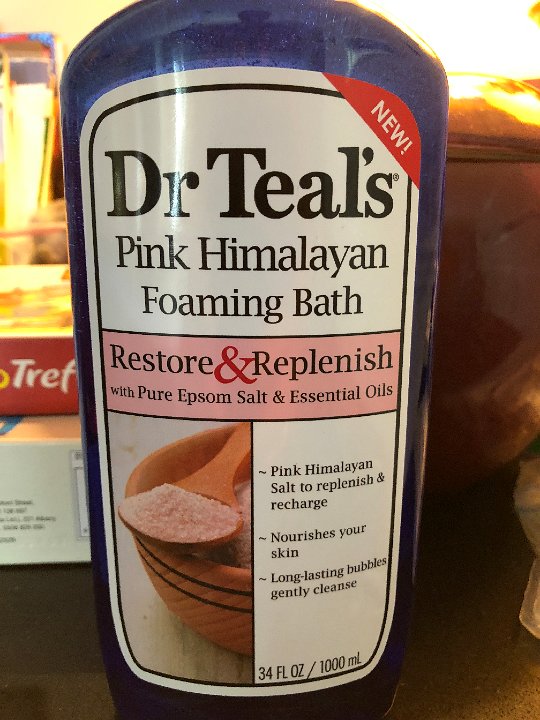 NEW!
Dr Teal's®
Pink Himalayan
Foaming Bath
Restore & Replenish
with Pure Epsom Salt & Essential Oils
~ Pink Himalayan
Salt to replenish &
recharge
~ Nourishes your
skin
~ Long-lasting bubbles
gently cleanse
34 FL OZ / 1000 mL
oTref